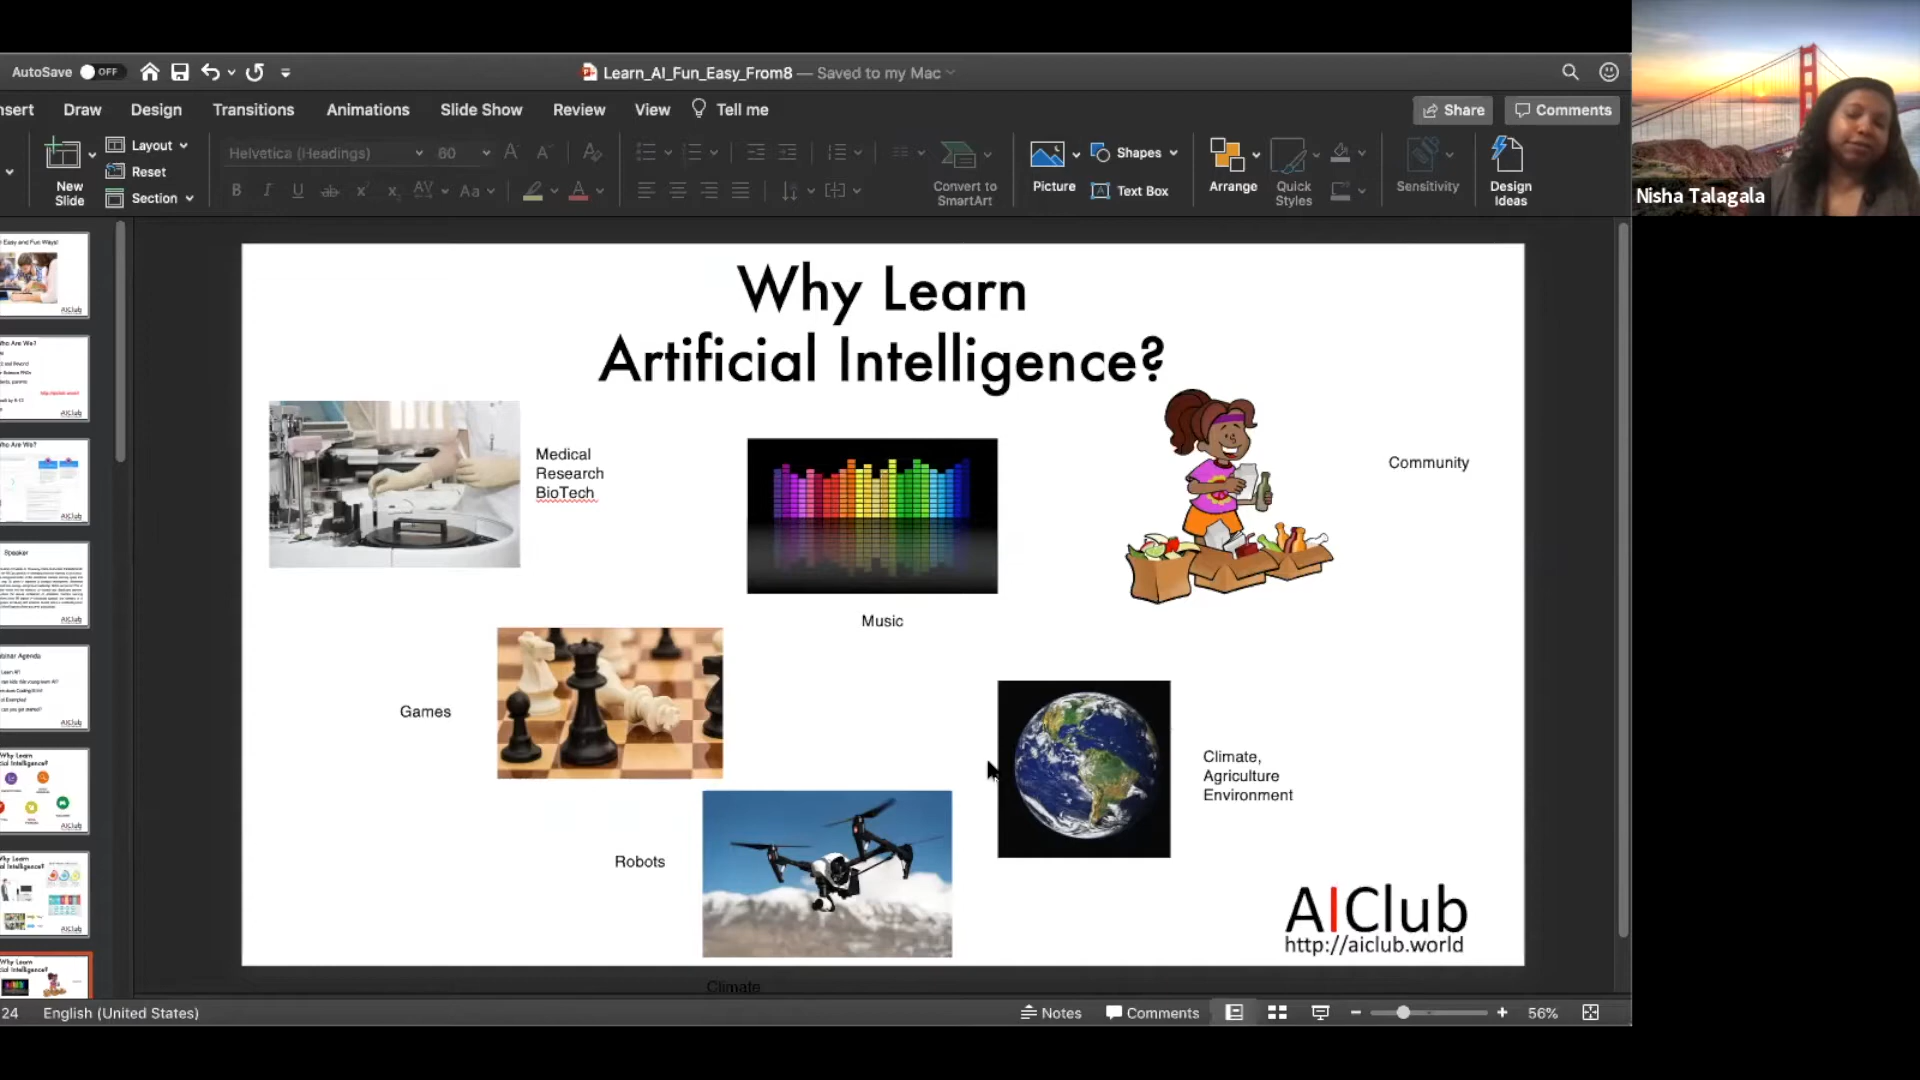 AutoSave OFF
Learn_AI_Fun_Easy_From8 — Saved to my Mac
nsert Draw Design Transitions Animations Slide Show Review View Tell me
Share Comments
New Slide
Layout
Reset
Section
Helvetica (Headings) 60
Convert to SmartArt
Picture
Shapes
Text Box
Arrange
Quick Styles
Sensitivity
Design Ideas
Nisha Talagala
Why Learn
Artificial Intelligence?
Medical
Research
BioTech
Music
Community
Games
Climate,
Agriculture
Environment
Robots
AIClub
http://aiclub.world
Climate
24 English (United States)
Notes Comments 56%